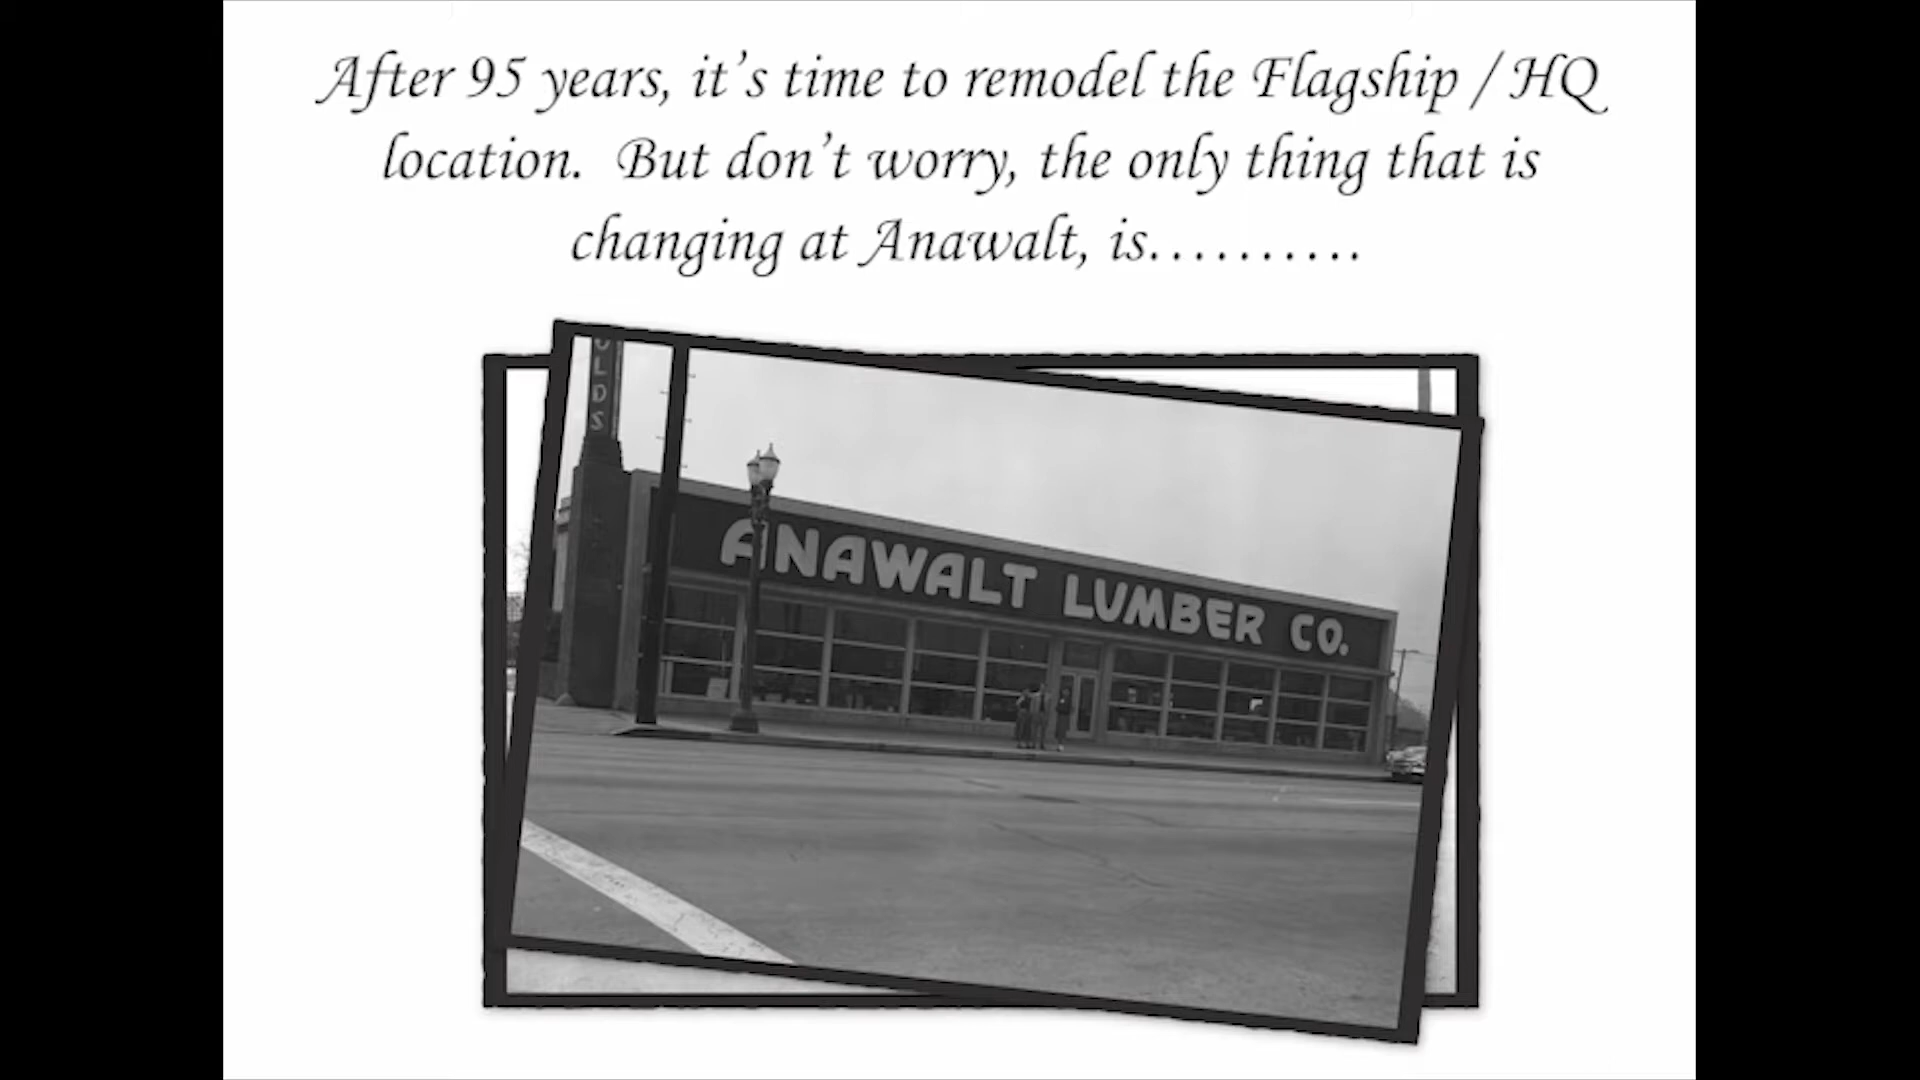 After 95 years, it's time to remodel the Flagship / HQ
location.  But don't worry, the only thing that is
changing at Anawalt, is..........
OLDS
ANAWALT LUMBER CO.